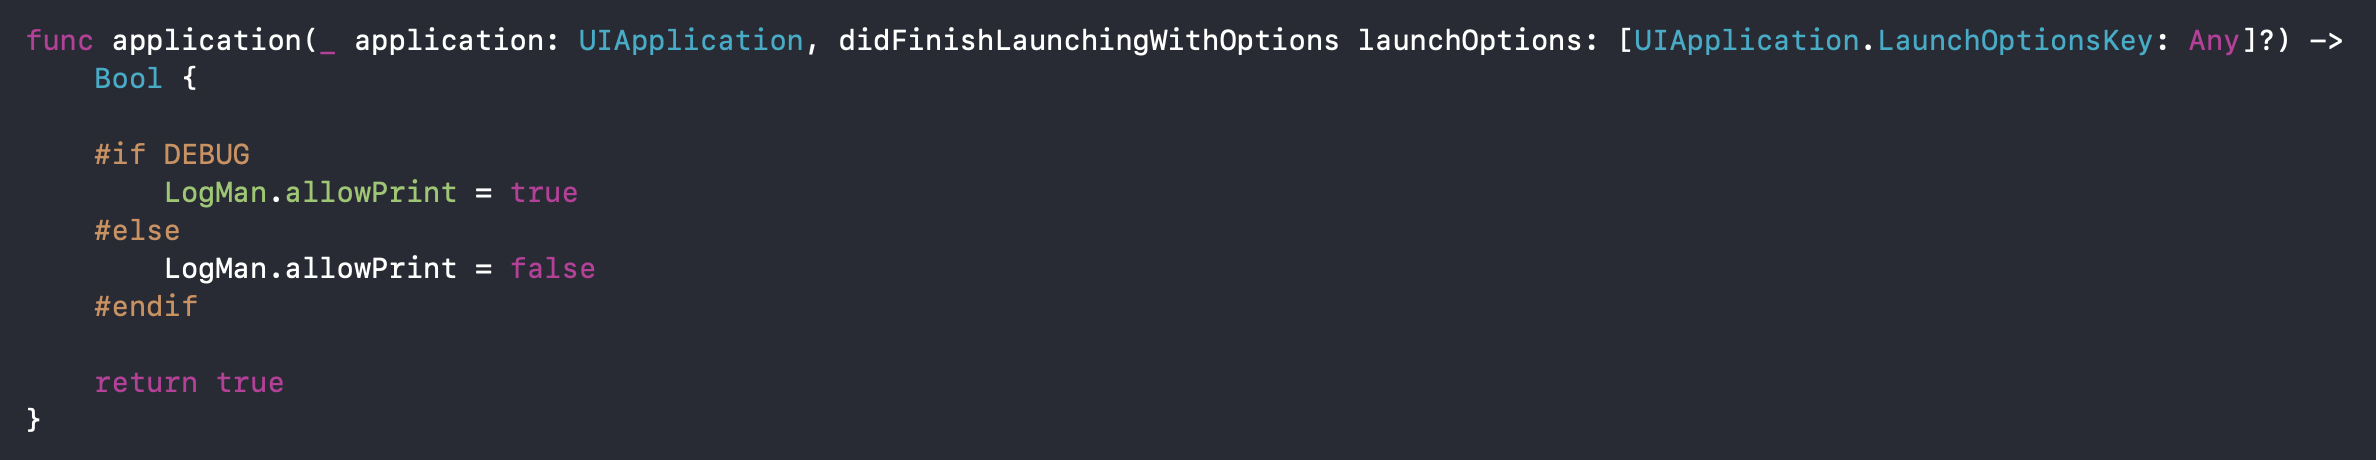 func application(_ application: UIApplication, didFinishLaunchingWithOptions launchOptions: [UIApplication.LaunchOptionsKey: Any]?) ->
    Bool {

    #if DEBUG
        LogMan.allowPrint = true
    #else
        LogMan.allowPrint = false
    #endif

    return true
}